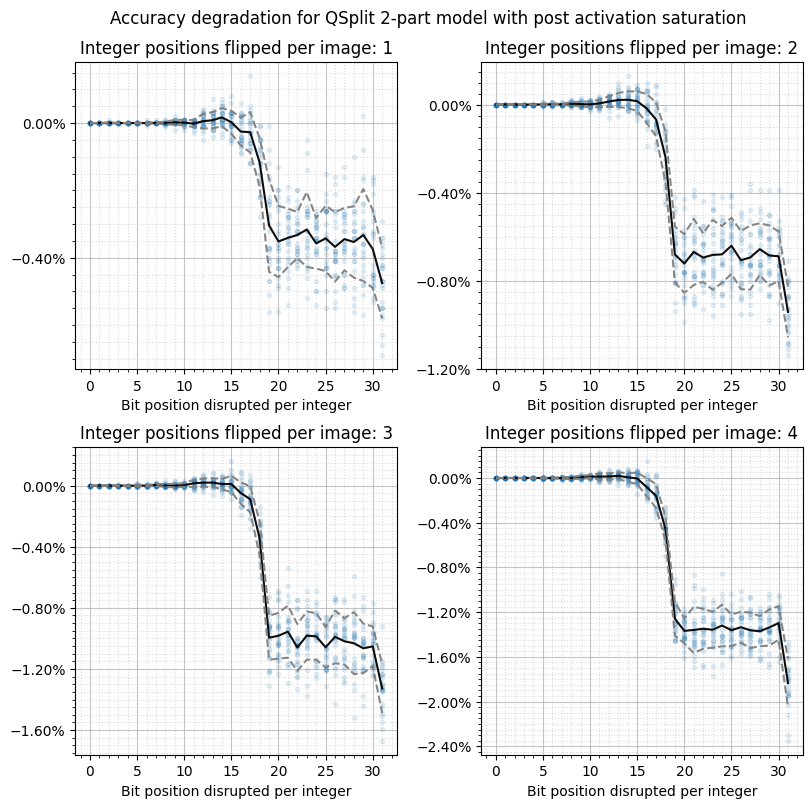 Accuracy degradation for QSplit 2-part model with post activation saturation
Integer positions flipped per image: 1
0.00%
−0.40%
0 5 10 15 20 25 30
Bit position disrupted per integer
Integer positions flipped per image: 2
0.00%
−0.40%
−0.80%
−1.20%
0 5 10 15 20 25 30
Bit position disrupted per integer
Integer positions flipped per image: 3
0.00%
−0.40%
−0.80%
−1.20%
−1.60%
0 5 10 15 20 25 30
Bit position disrupted per integer
Integer positions flipped per image: 4
0.00%
−0.40%
−0.80%
−1.20%
−1.60%
−2.00%
−2.40%
0 5 10 15 20 25 30
Bit position disrupted per integer